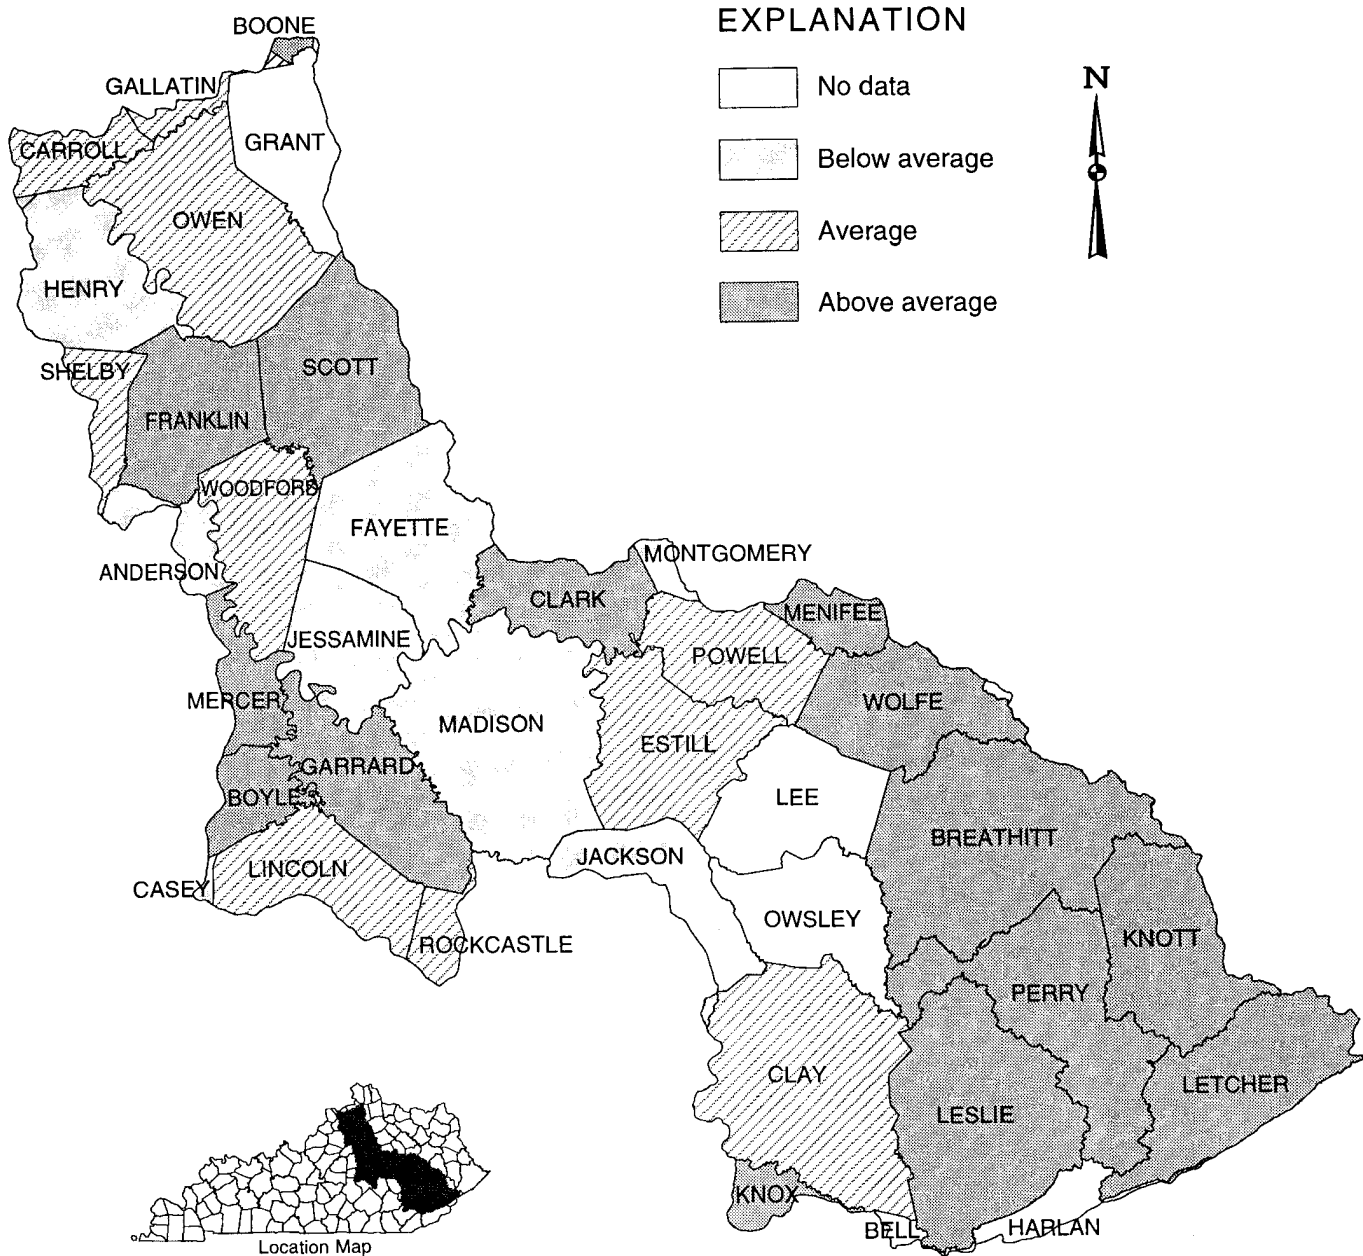 BOONE
EXPLANATION
GALLATIN
No data
N
GRANT
CARROLL
Below average
OWEN
Average
HENRY
Above average
SHELBY
SCOTT
FRANKLIN
WOODFORD
FAYETTE
MONTGOMERY
ANDERSON
CLARK
MENIFEE
JESSAMINE
POWELL
MERCER
WOLFE
MADISON
ESTILL
GARRARD
BOYLE
LEE
BREATHITT
JACKSON
LINCOLN
CASEY
OWSLEY
KNOTT
ROCKCASTLE
PERRY
CLAY
LETCHER
LESLIE
KNOX
BELL
HARLAN
Location Map